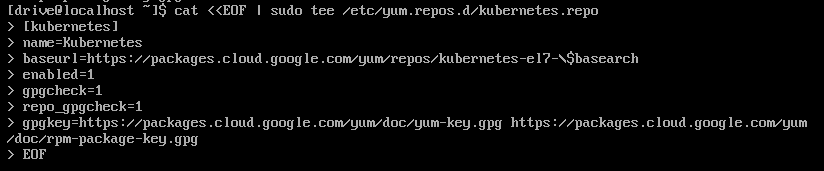 [drive@localhost ~]$ cat <<EOF | sudo tee /etc/yum.repos.d/kubernetes.repo
> [kubernetes]
> name=Kubernetes
> baseurl=https://packages.cloud.google.com/yum/repos/kubernetes-el7-\$basearch
> enabled=1
> gpgcheck=1
> repo_gpgcheck=1
> gpgkey=https://packages.cloud.google.com/yum/doc/yum-key.gpg https://packages.cloud.google.com/yum
/doc/rpm-package-key.gpg
> EOF